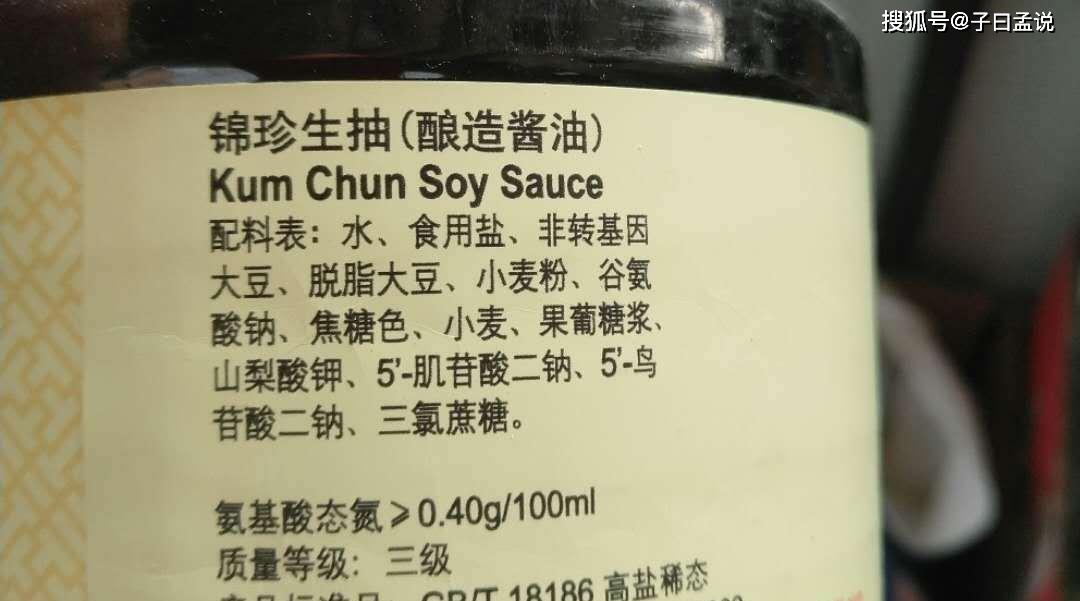 搜狐号@子曰孟说
锦珍生抽(酿造酱油)
Kum Chun Soy Sauce
配料表：水、食用盐、非转基因
大豆、脱脂大豆、小麦粉、谷氨
酸钠、焦糖色、小麦、果葡糖浆、
山梨酸钾、5’-肌苷酸二钠、5’-鸟
苷酸二钠、三氯蔗糖。
氨基酸态氮≥0.40g/100ml
质量等级：三级
GB/T 18186 高盐稀态